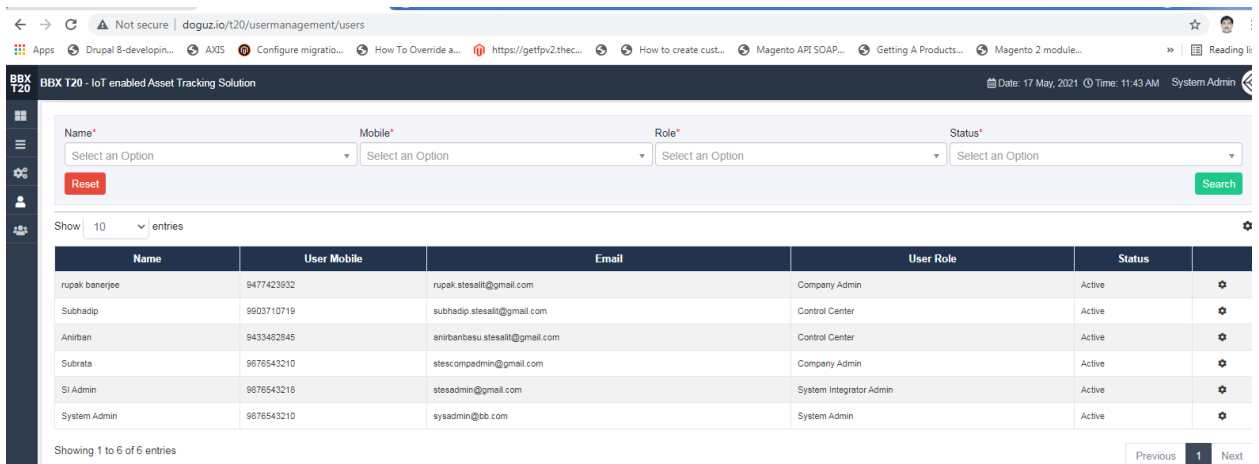 Not secure | doguz.io/t20/usermanagement/users
Apps Drupal 8-developin... AXIS Configure migratio... How To Override a... https://getfpv2.thec... How to create cust... Magento API SOAP... Getting A Products... Magento 2 module... » Reading lis
BBX T20 BBX T20 - IoT enabled Asset Tracking Solution Date: 17 May, 2021 Time: 11:43 AM System Admin
Name* Mobile* Role* Status*
Select an Option Select an Option Select an Option Select an Option
Reset Search
Show 10 entries
Name User Mobile Email User Role Status
rupak banerjee 9477423932 rupak.stesalit@gmail.com Company Admin Active
Subhadip 9903710719 subhadip.stesalit@gmail.com Control Center Active
Anirban 9433482845 anirbanbasu.stesalit@gmail.com Control Center Active
Subrata 9876543210 stescompadmin@gmail.com Company Admin Active
SI Admin 9876543218 stesadmin@gmail.com System Integrator Admin Active
System Admin 9876543210 sysadmin@bb.com System Admin Active
Showing 1 to 6 of 6 entries Previous 1 Next